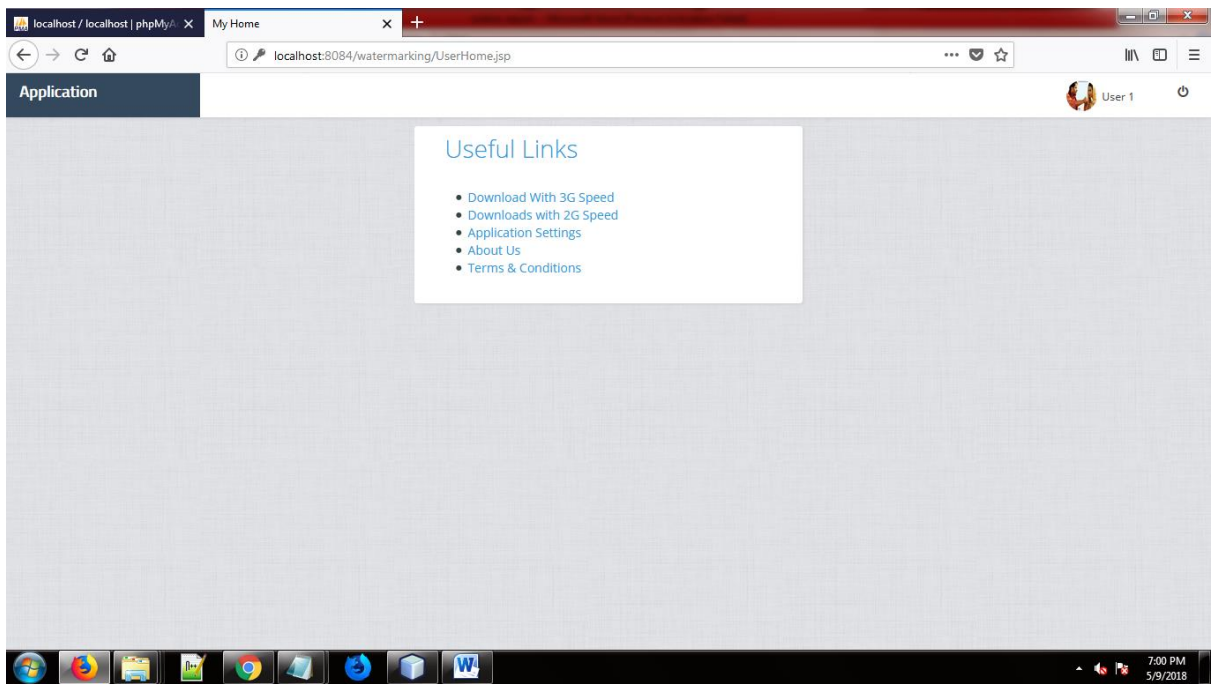 localhost / localhost | phpMyA
My Home
localhost:8084/watermarking/UserHome.jsp
Application
User 1
Useful Links
Download With 3G Speed
Downloads with 2G Speed
Application Settings
About Us
Terms & Conditions
7:00 PM
5/9/2018